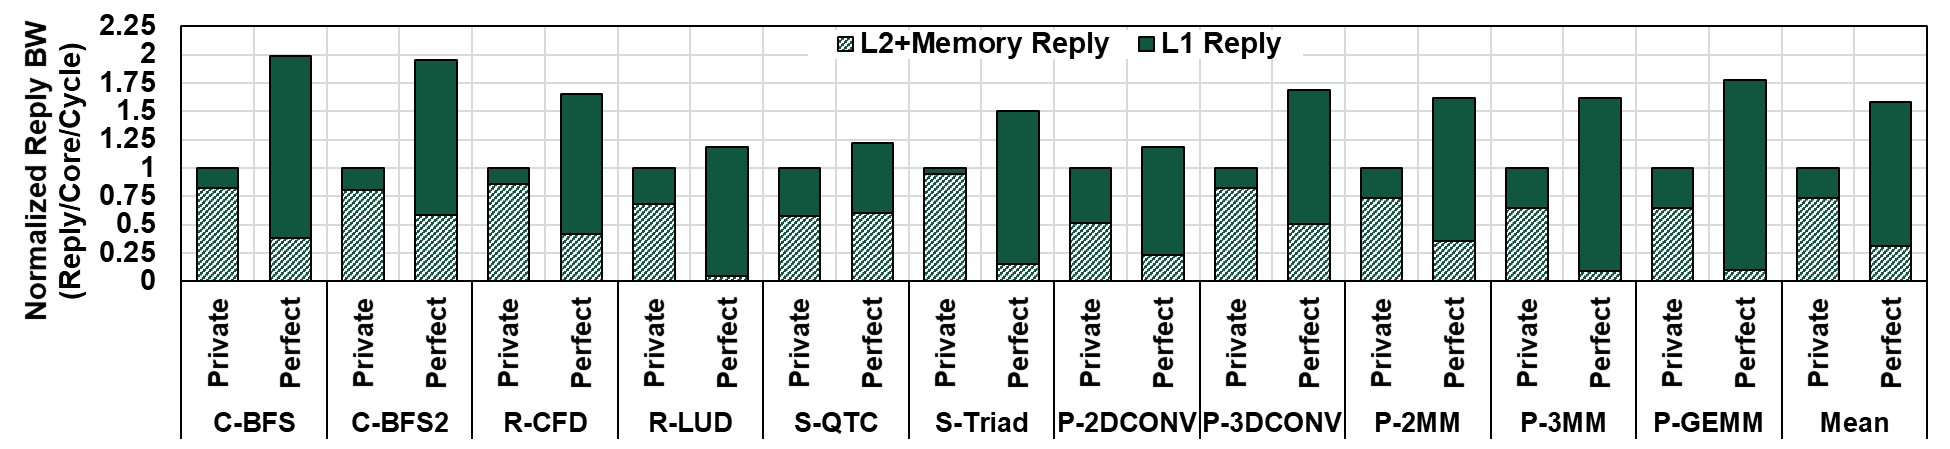 Normalized Reply BW
(Reply/Core/Cycle)
2.25
2
1.75
1.5
1.25
1
0.75
0.5
0.25
0
L2+Memory Reply L1 Reply
Private Perfect Private Perfect Private Perfect Private Perfect Private Perfect Private Perfect Private Perfect Private Perfect Private Perfect Private Perfect Private Perfect Private Perfect
C-BFS C-BFS2 R-CFD R-LUD S-QTC S-Triad P-2DCONV P-3DCONV P-2MM P-3MM P-GEMM Mean